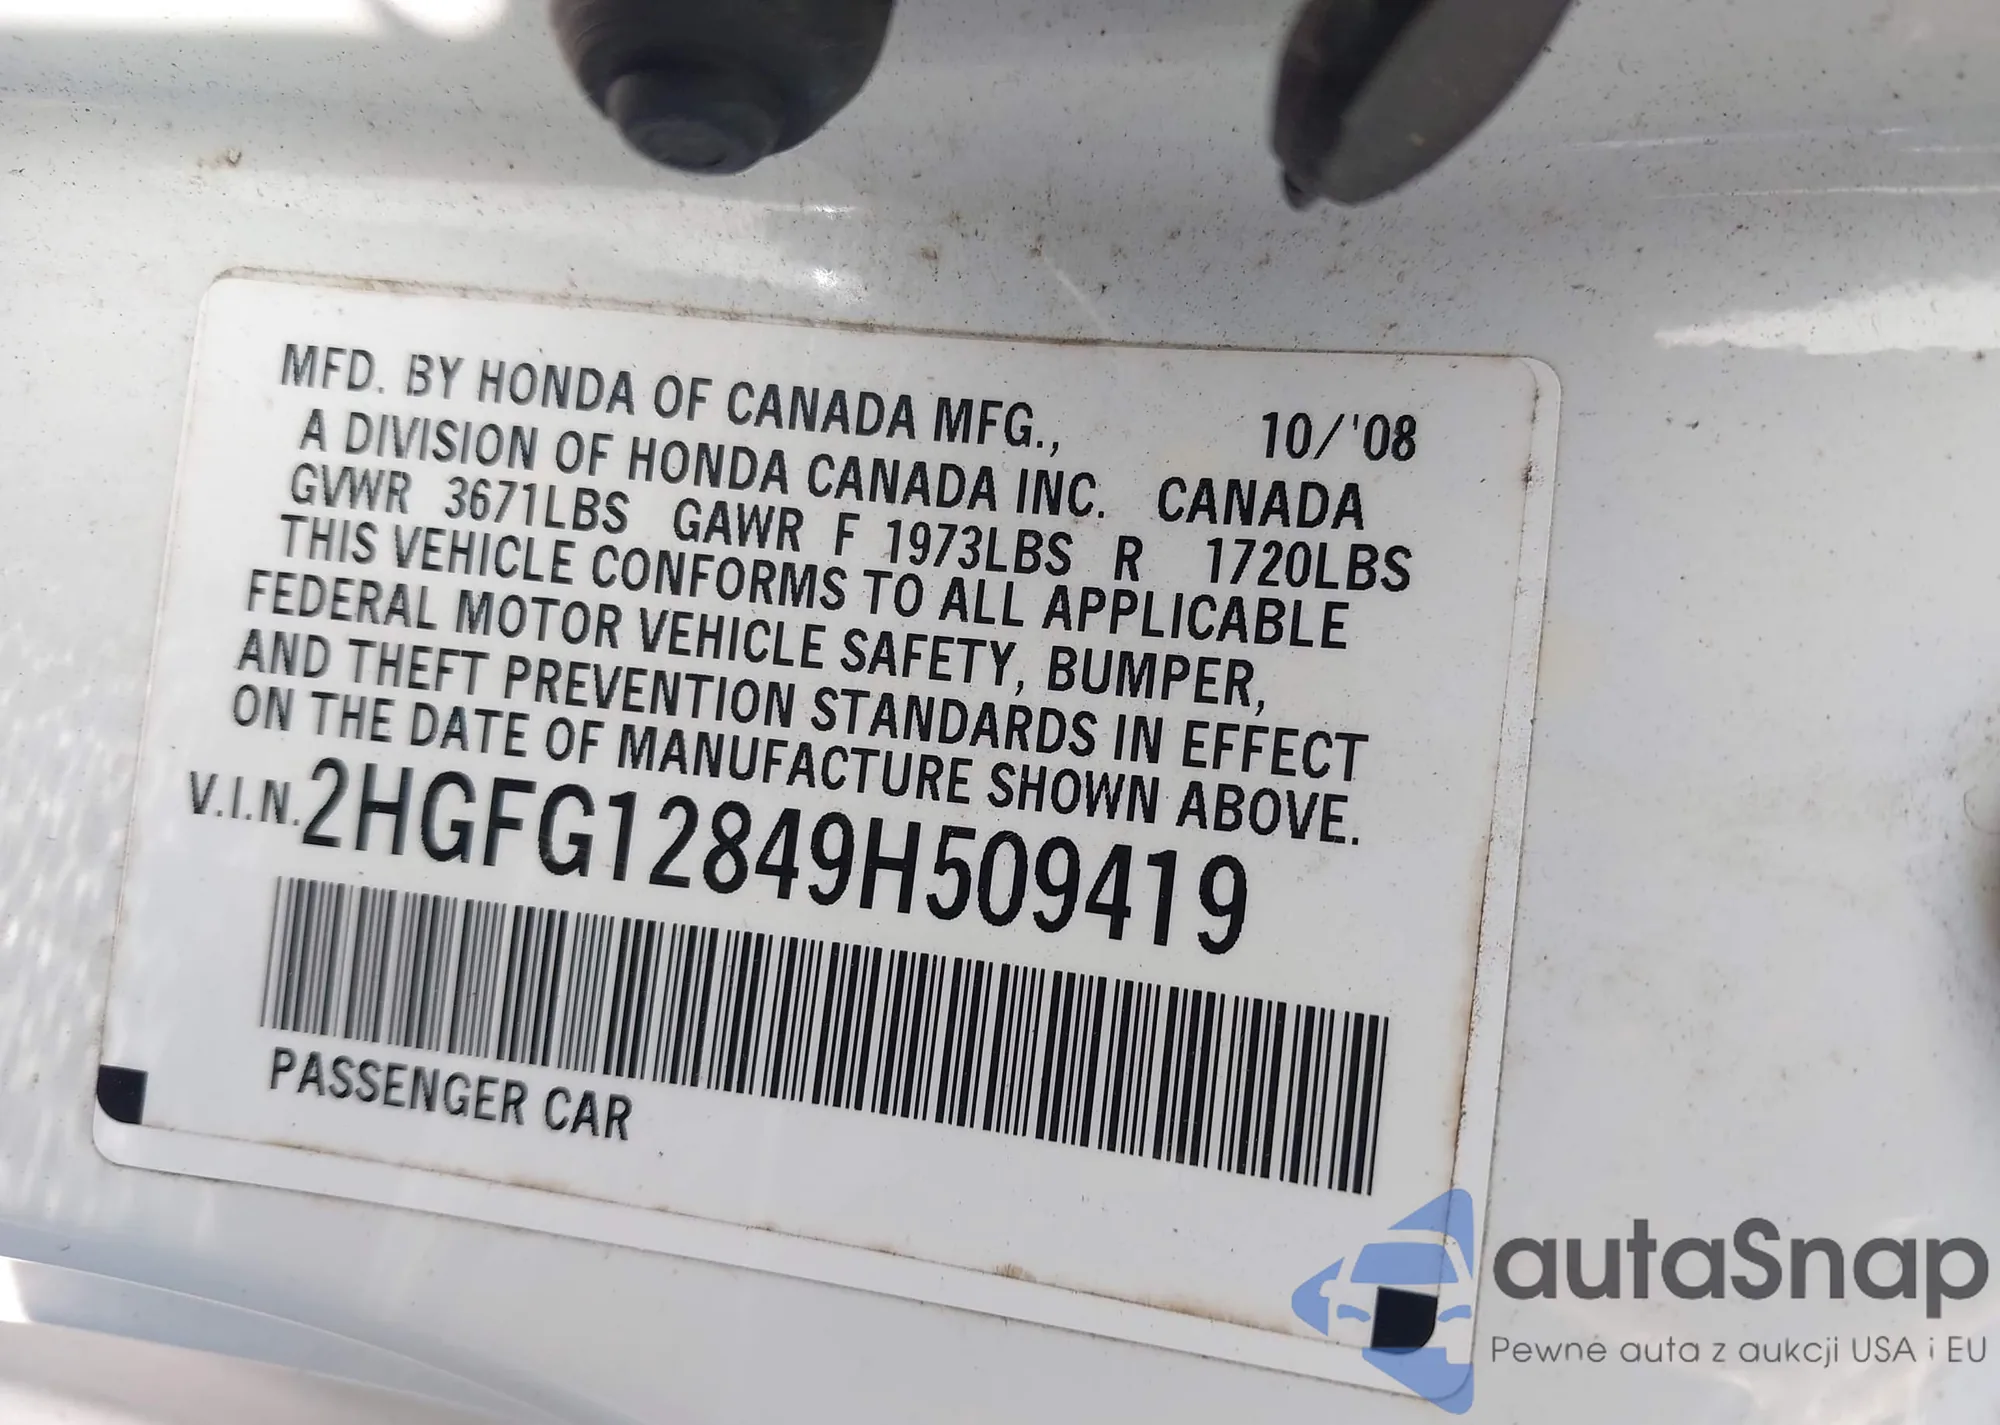 MFD. BY HONDA OF CANADA MFG., 10/'08
A DIVISION OF HONDA CANADA INC. CANADA
GVWR 3671LBS GAWR F 1973LBS R 1720LBS
THIS VEHICLE CONFORMS TO ALL APPLICABLE
FEDERAL MOTOR VEHICLE SAFETY, BUMPER,
AND THEFT PREVENTION STANDARDS IN EFFECT
ON THE DATE OF MANUFACTURE SHOWN ABOVE.
V.I.N. 2HGFG12849H509419
PASSENGER CAR
autaSnap
Pewne auta z aukcji USA i EU